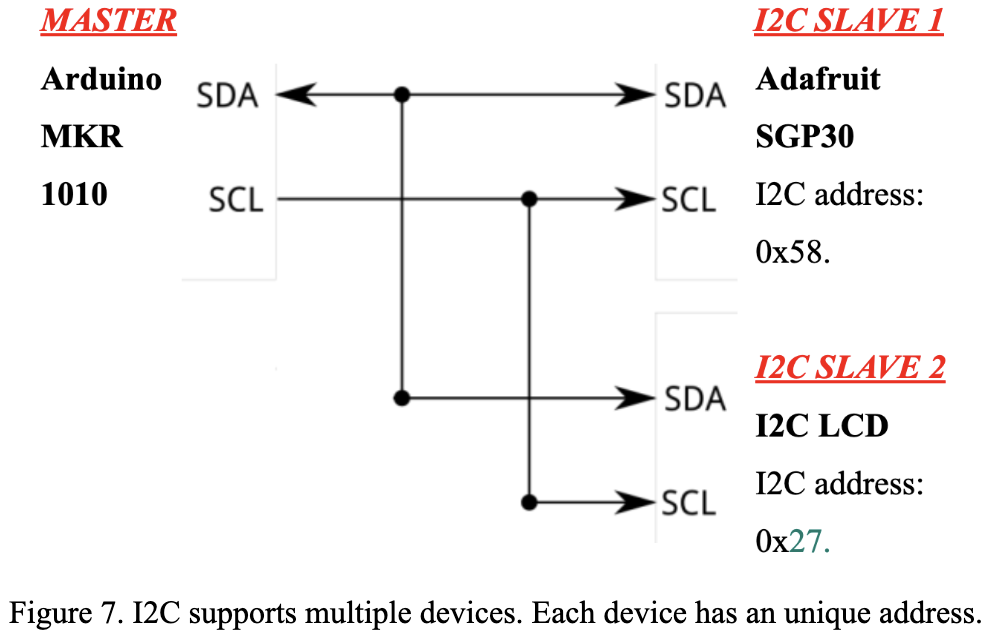 MASTER
Arduino
MKR
1010
SDA
SCL
SDA
SCL
I2C SLAVE 1
Adafruit
SGP30
I2C address:
0x58.
SDA
SCL
I2C SLAVE 2
I2C LCD
I2C address:
0x27.
Figure 7. I2C supports multiple devices. Each device has an unique address.